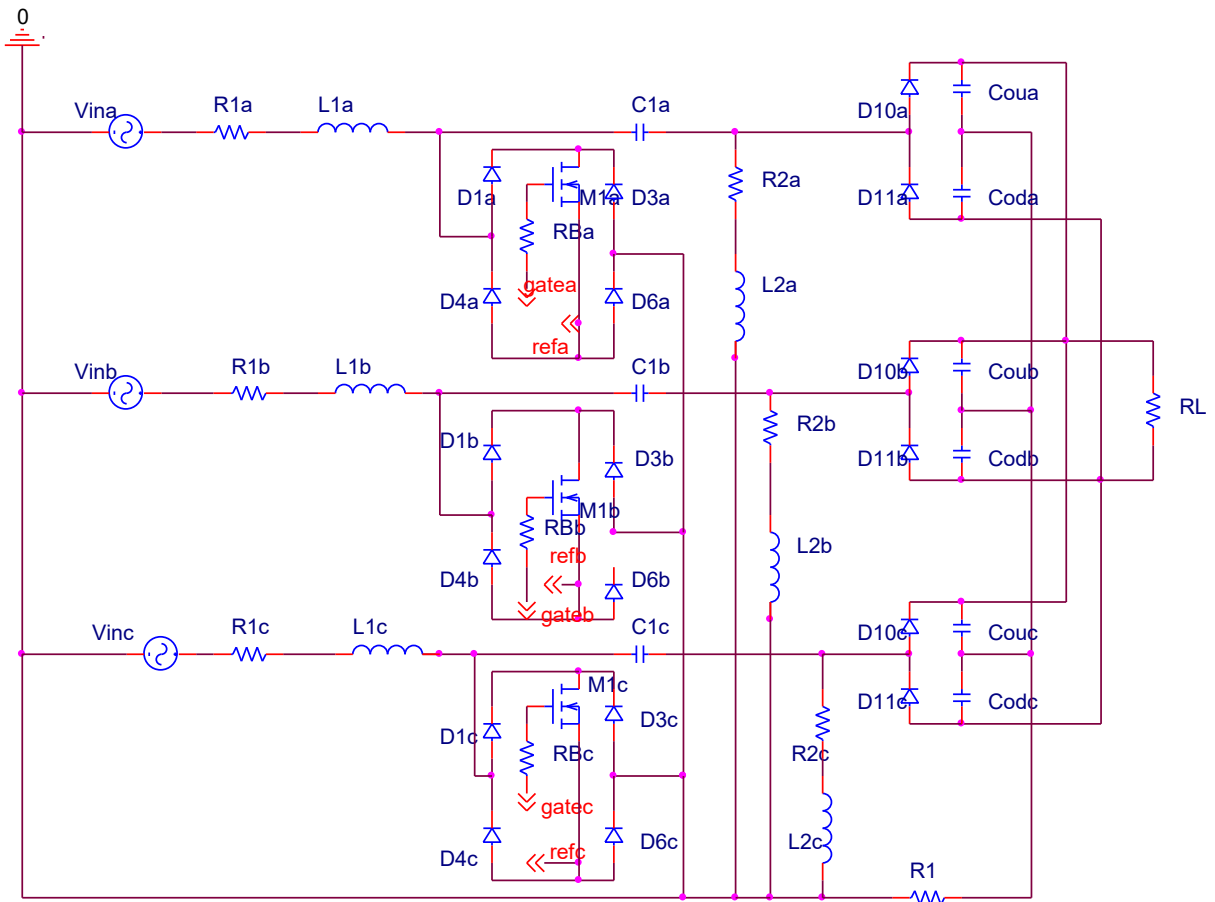 0
Vina
R1a
L1a
C1a
D10a
Coua
D1a
M1a
D3a
R2a
D11a
Coda
RBa
gatea
D4a
D6a
L2a
refa
Vinb
R1b
L1b
C1b
D10b
Coub
RL
R2b
D1b
D3b
D11b
Codb
M1b
RBb
L2b
refb
D4b
D6b
gateb
Vinc
R1c
L1c
C1c
D10c
Couc
M1c
D11c
Codc
D3c
D1c
RBc
R2c
gatec
D4c
refc
D6c
L2c
R1